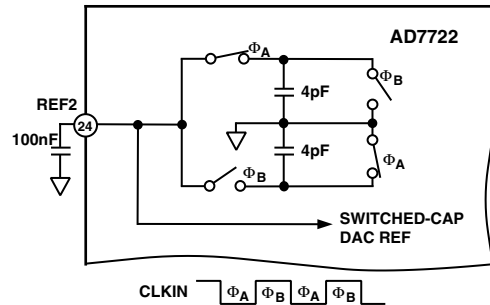 AD7722
ΦA
ΦB
4pF
REF2
24
100nF
4pF
ΦA
ΦB
SWITCHED-CAP
DAC REF
CLKIN ΦA ΦB ΦA ΦB